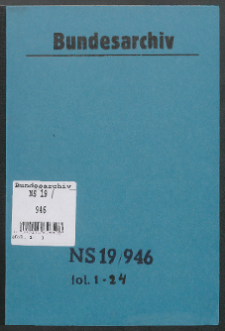 Bundesarchiv
Bundesarchiv
NS 19 /
946
NS 19/946
fol. 1-24